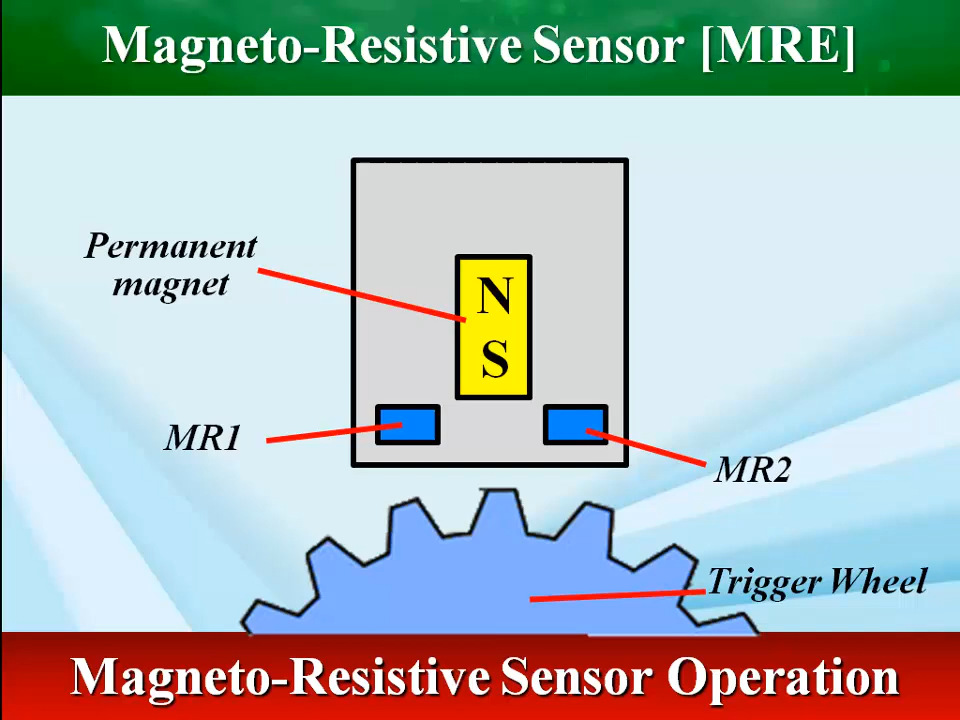 Magneto-Resistive Sensor [MRE]
Permanent
magnet
N
S
MR1
MR2
Trigger Wheel
Magneto-Resistive Sensor Operation